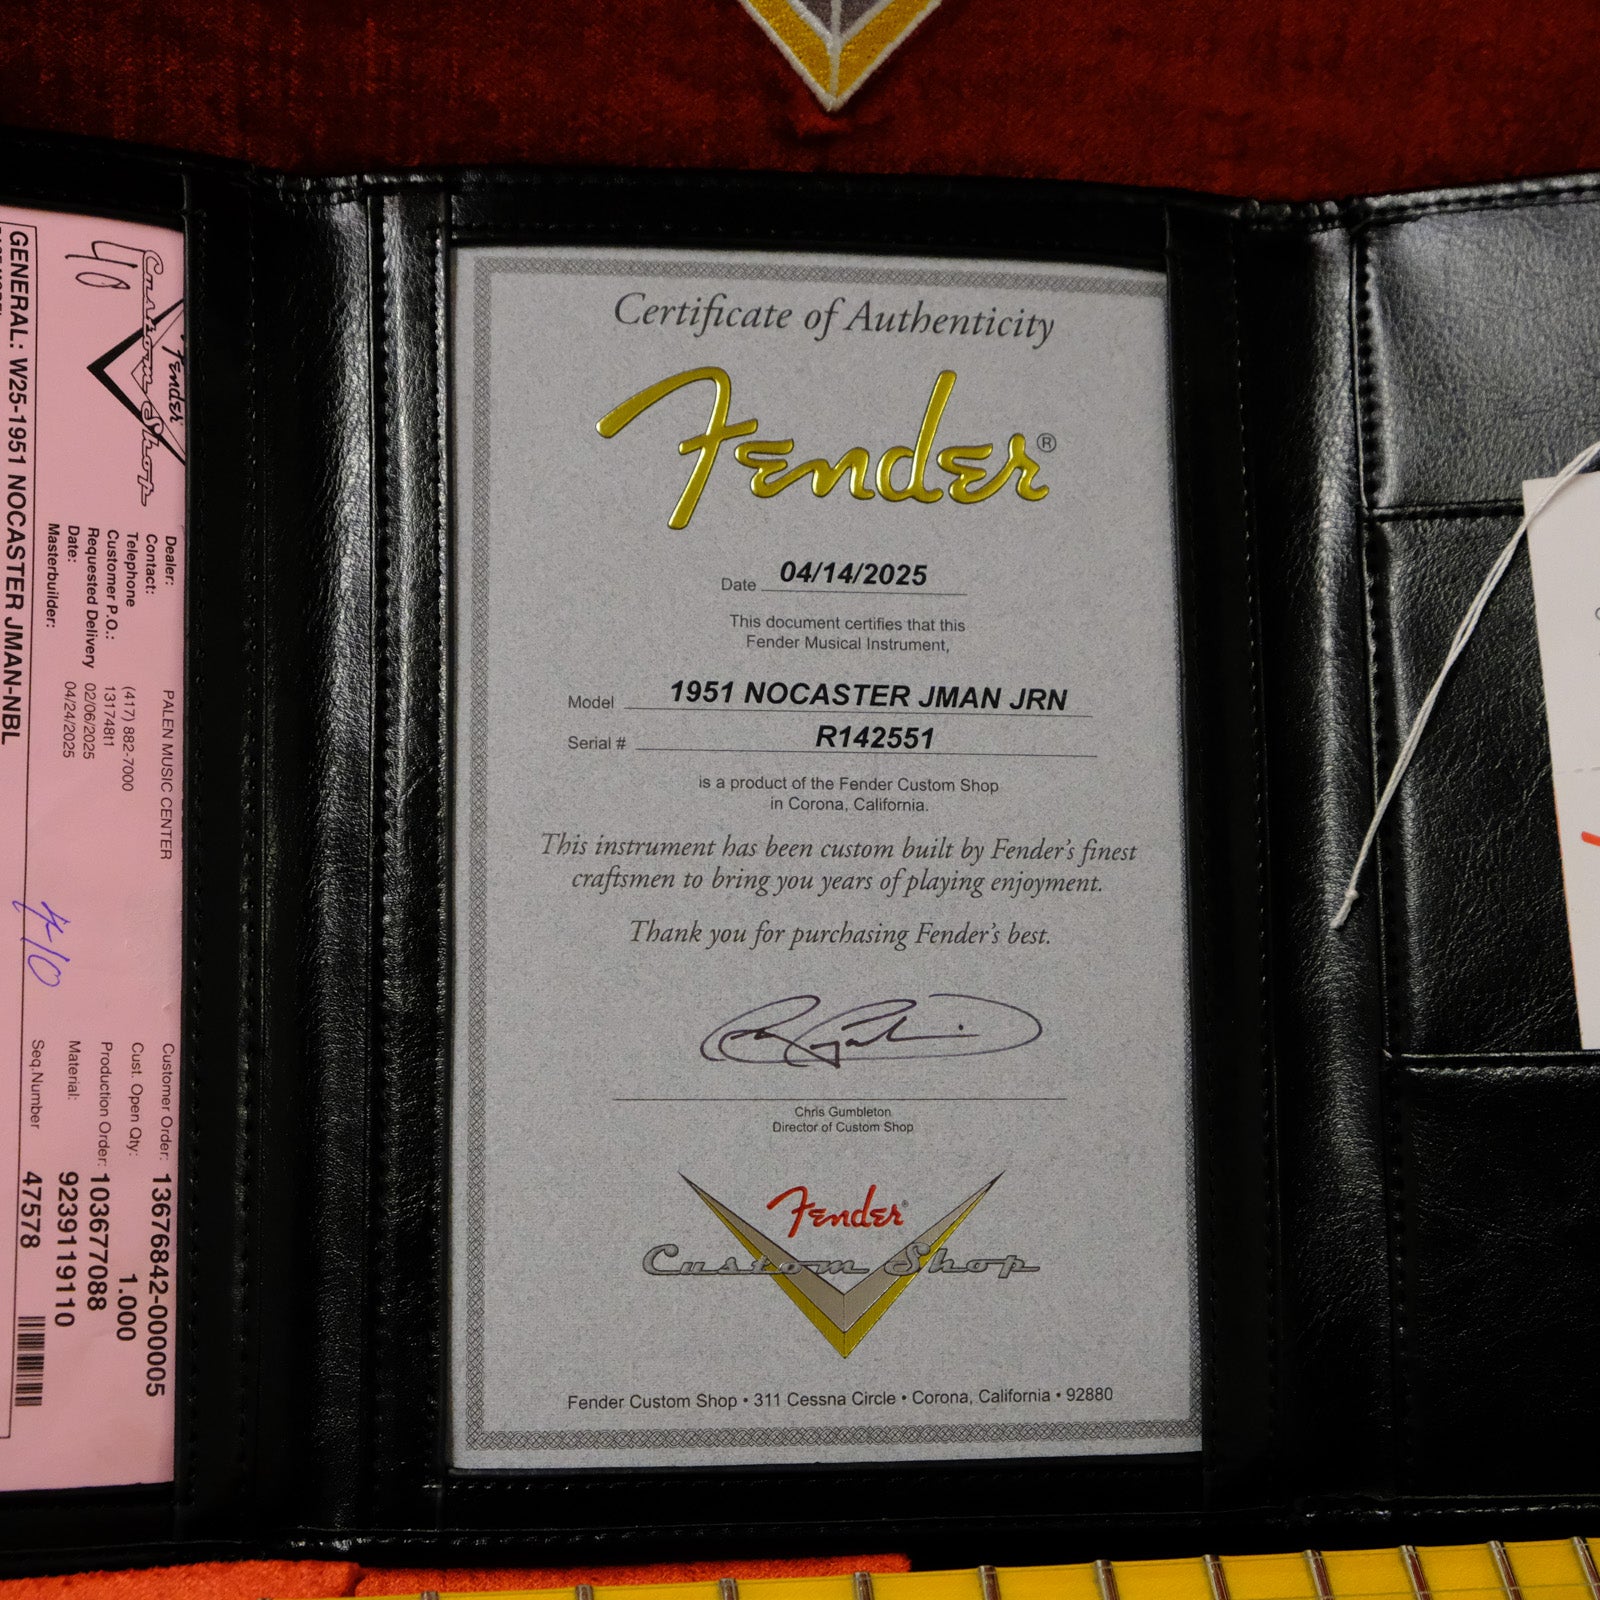 40
Fender
Custom Shop
Dealer: PALEN MUSIC CENTER
Contact:
Telephone (417) 882-7000
Customer P.O.: 1317481
Requested Delivery 02/06/2025
Date: 04/24/2025
Masterbuilder:
Customer Order: 13676842-000005
Cust. Open Qty: 1.000
Production Order: 103677088
Material: 9239119110
Seq.Number 47578
GENERAL: W25-1951 NOCASTER JMAN-NBL
Certificate of Authenticity
Fender®
Date 04/14/2025
This document certifies that this
Fender Musical Instrument,
Model 1951 NOCASTER JMAN JRN
Serial # R142551
is a product of the Fender Custom Shop
in Corona, California.
This instrument has been custom built by Fender's finest
craftsmen to bring you years of playing enjoyment.
Thank you for purchasing Fender's best.
Chris Gumbleton
Director of Custom Shop
Fender®
Custom Shop
Fender Custom Shop • 311 Cessna Circle • Corona, California • 92880